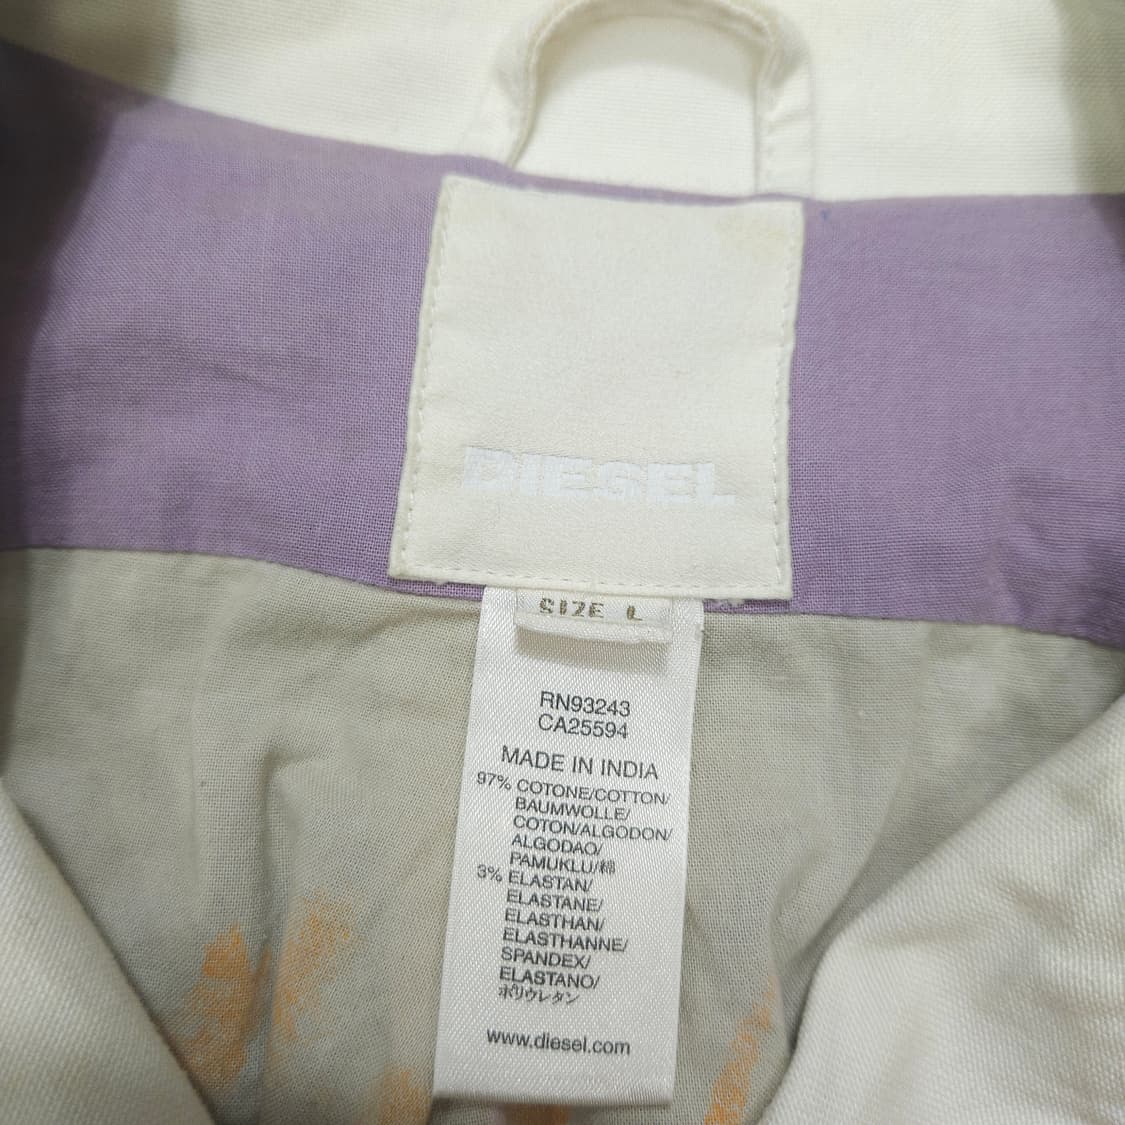 DIESEL
SIZE L
RN93243
CA25594
MADE IN INDIA
97% COTONE/COTTON/
BAUMWOLLE/
COTON/ALGODON/
ALGODAO/
PAMUKLU/棉
3% ELASTAN/
ELASTANE/
ELASTHAN/
ELASTHANNE/
SPANDEX/
ELASTANO/
ポリウレタン
www.diesel.com